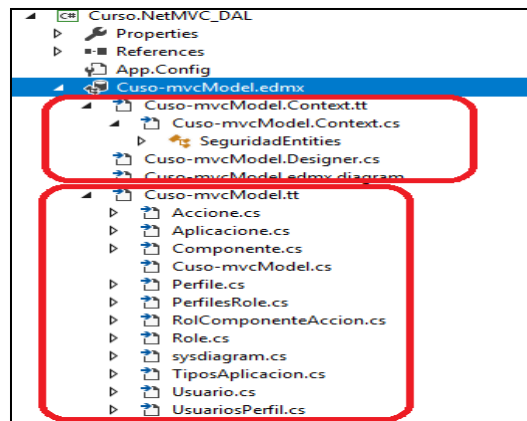 C# Curso.NetMVC_DAL
Properties
References
App.Config
Cuso-mvcModel.edmx
Cuso-mvcModel.Context.tt
Cuso-mvcModel.Context.cs
SeguridadEntities
Cuso-mvcModel.Designer.cs
Cuso-mvcModel.edmx.diagram
Cuso-mvcModel.tt
Accione.cs
Aplicacione.cs
Componente.cs
Cuso-mvcModel.cs
Perfile.cs
PerfilesRole.cs
RolComponenteAccion.cs
Role.cs
sysdiagram.cs
TiposAplicacion.cs
Usuario.cs
UsuariosPerfil.cs